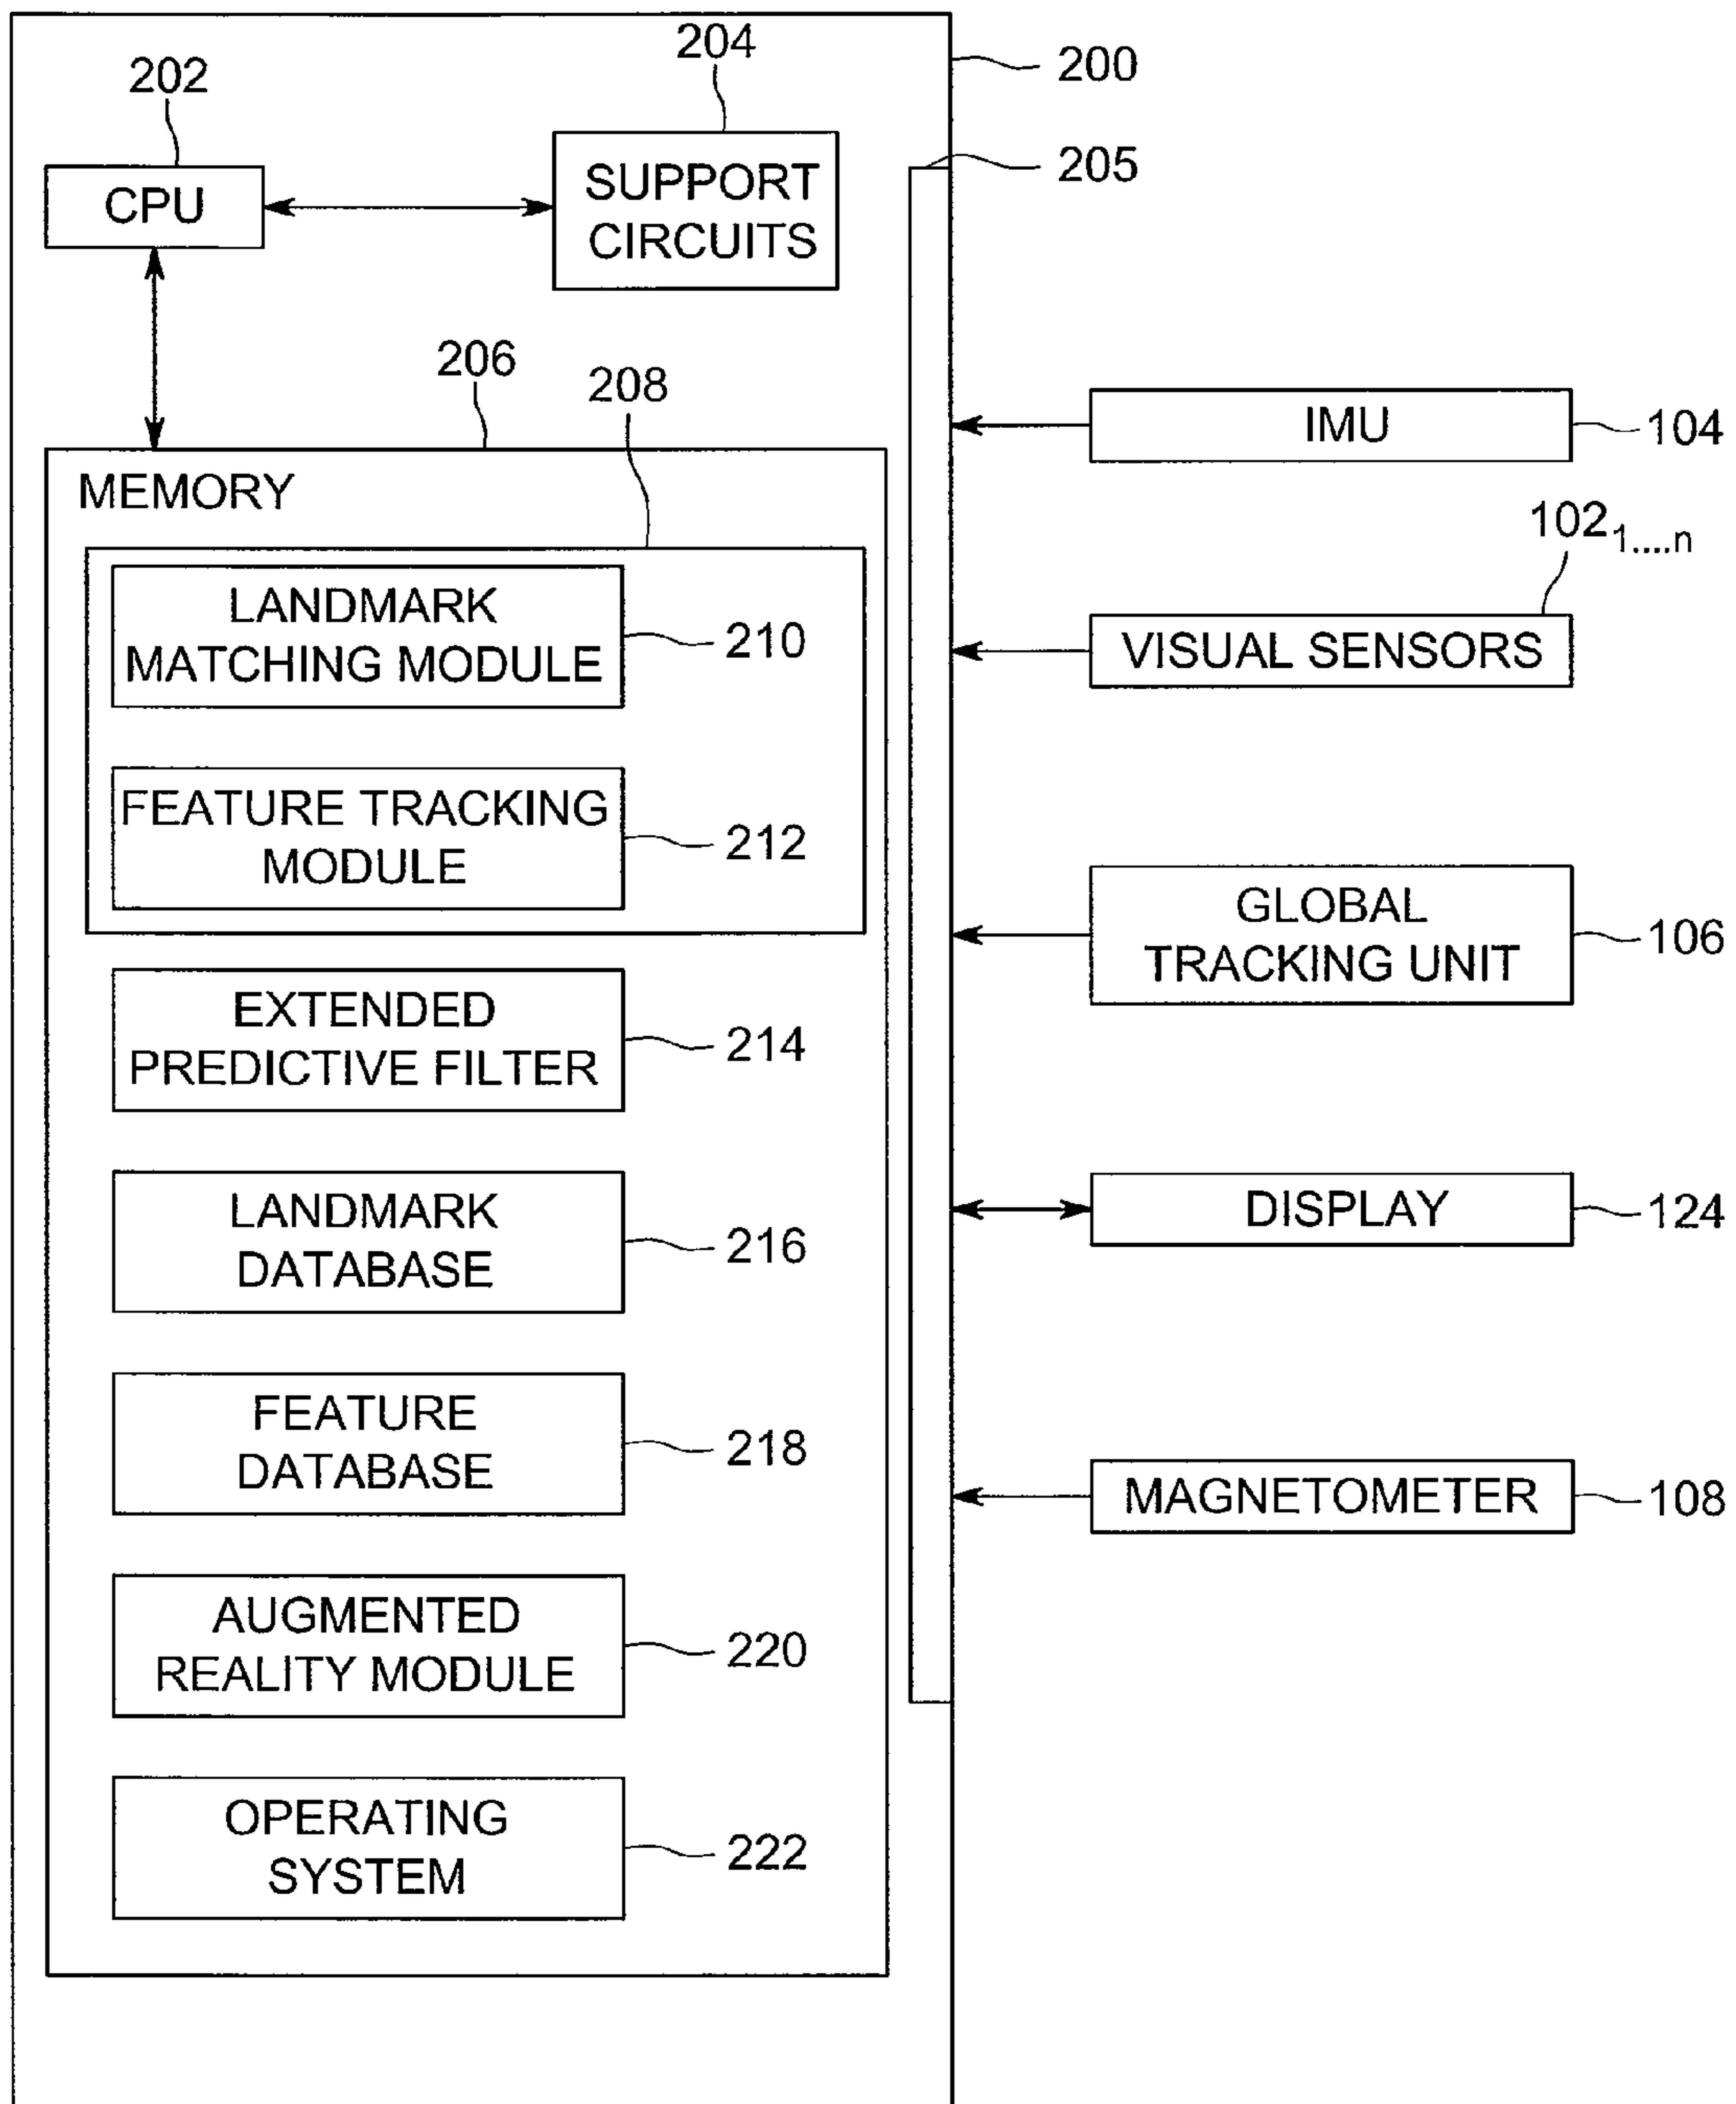 204
200
202
205
SUPPORT
CIRCUITS
CPU
206
208
IMU
104
MEMORY
102 1....n
LANDMARK
MATCHING MODULE
210
VISUAL SENSORS
FEATURE TRACKING
MODULE
212
GLOBAL
TRACKING UNIT
106
EXTENDED
PREDICTIVE FILTER
214
LANDMARK
DATABASE
216
DISPLAY
124
FEATURE
DATABASE
218
MAGNETOMETER
108
AUGMENTED
REALITY MODULE
220
OPERATING
SYSTEM
222